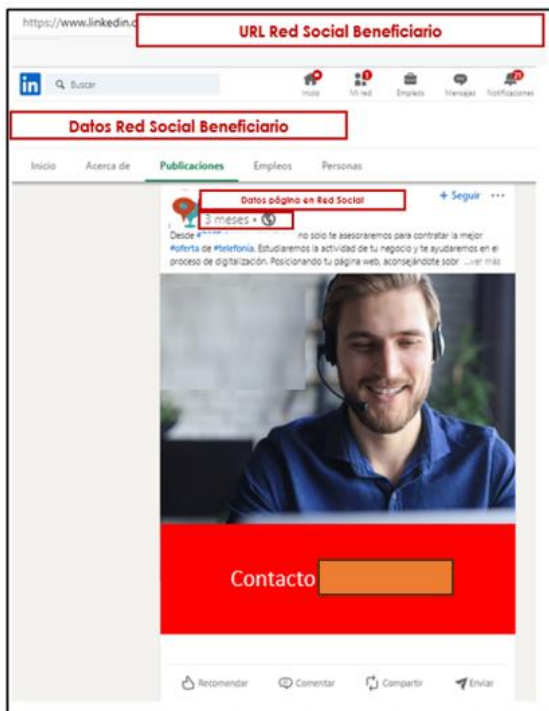 https://www.linkedin.c
URL Red Social Beneficiario
in
Buscar
Inicio
Mi red
Empleos
Mensajes
Notificaciones
Datos Red Social Beneficiario
Inicio
Acerca de
Publicaciones
Empleos
Personas
Datos página en Red Social
+ Seguir
3 meses •
Desde # no solo te asesoraremos para contratar la mejor
#oferta de #telefonía. Estudiaremos la actividad de tu negocio y te ayudaremos en el
proceso de digitalización. Posicionando tu página web, aconsejándote sobr ...ver más
Contacto
Recomendar
Comentar
Compartir
Enviar